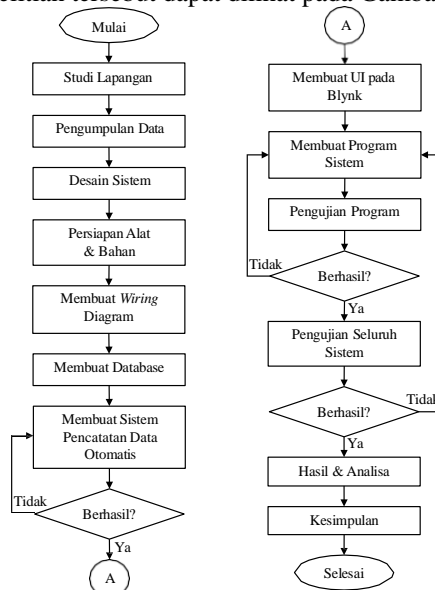 Mulai
Studi Lapangan
Pengumpulan Data
Desain Sistem
Persiapan Alat
& Bahan
Membuat Wiring
Diagram
Membuat Database
Membuat Sistem
Pencatatan Data
Otomatis
Tidak
Berhasil?
Ya
A
A
Membuat UI pada
Blynk
Membuat Program
Sistem
Pengujian Program
Tidak
Berhasil?
Ya
Pengujian Seluruh
Sistem
Tidak
Berhasil?
Ya
Hasil & Analisa
Kesimpulan
Selesai